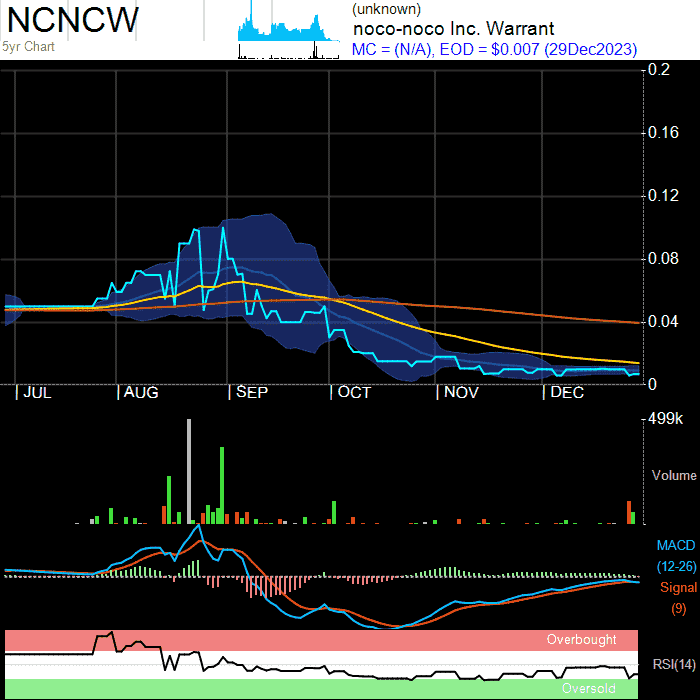 NCNCW
5yr Chart
(unknown)
noco-noco Inc. Warrant
MC = (N/A), EOD = $0.007 (29Dec2023)
0.2
0.16
0.12
0.08
0.04
0
JUL AUG SEP OCT NOV DEC
499k
Volume
MACD
(12-26)
Signal
(9)
Overbought
RSI(14)
Oversold